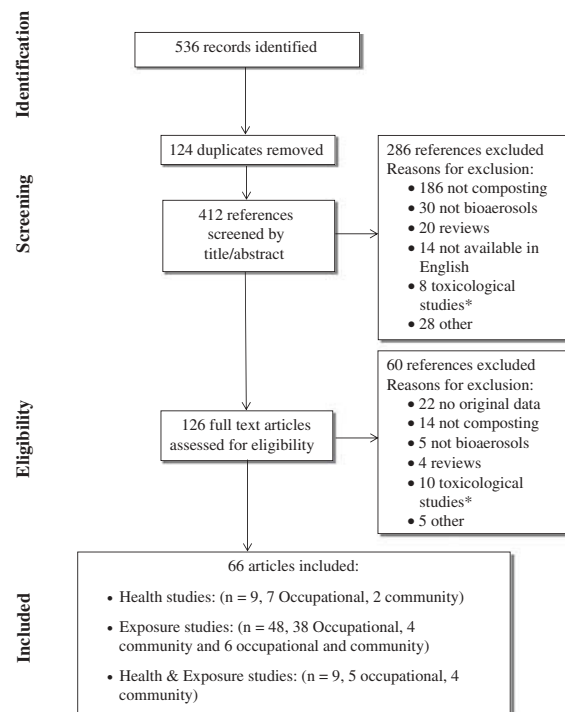 Identification
536 records identified
Screening
124 duplicates removed
412 references
screened by
title/abstract
286 references excluded
Reasons for exclusion:
• 186 not composting
• 30 not bioaerosols
• 20 reviews
• 14 not available in
English
• 8 toxicological
studies*
• 28 other
Eligibility
126 full text articles
assessed for eligibility
60 references excluded
Reasons for exclusion:
• 22 no original data
• 14 not composting
• 5 not bioaerosols
• 4 reviews
• 10 toxicological
studies*
• 5 other
Included
66 articles included:
• Health studies: (n = 9, 7 Occupational, 2 community)
• Exposure studies: (n = 48, 38 Occupational, 4
community and 6 occupational and community)
• Health & Exposure studies: (n = 9, 5 occupational, 4
community)